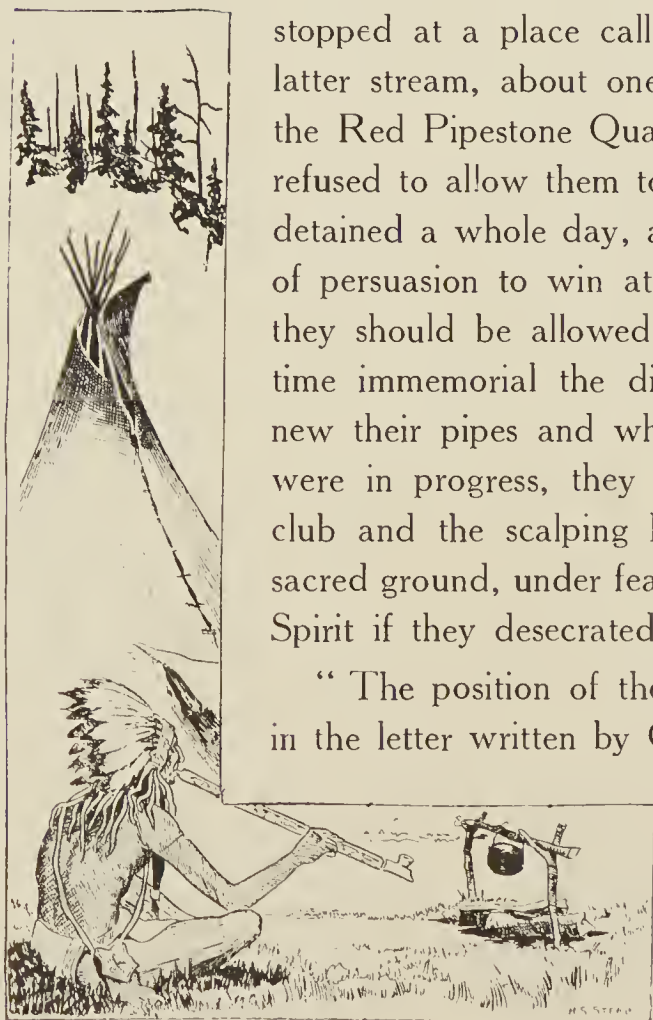 stopped at a place call
latter stream, about one
the Red Pipestone Qua
refused to allow them to
detained a whole day, a
of persuasion to win at
they should be allowed
time immemorial the di
new their pipes and wh
were in progress, they
club and the scalping
sacred ground, under fea
Spirit if they desecrated
“ The position of the
in the letter written by